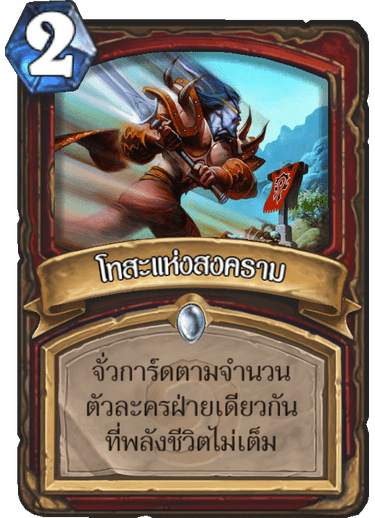 2
โทสะแห่งสงคราม
จั่วการ์ดตามจำนวน
ตัวละครฝ่ายเดียวกัน
ที่พลังชีวิตไม่เต็ม